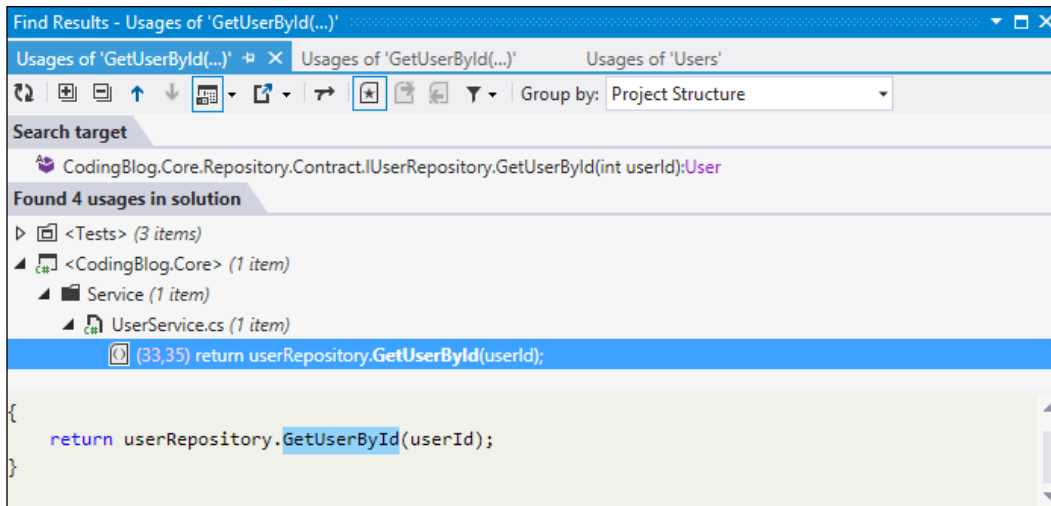 Find Results - Usages of 'GetUserById(...)'
Usages of 'GetUserById(...)' Usages of 'GetUserById(...)' Usages of 'Users'
Group by: Project Structure
Search target
CodingBlog.Core.Repository.Contract.IUserRepository.GetUserById(int userId):User
Found 4 usages in solution
<Tests> (3 items)
<CodingBlog.Core> (1 item)
Service (1 item)
UserService.cs (1 item)
(33,35) return userRepository.GetUserById(userId);
{
return userRepository.GetUserById(userId);
}